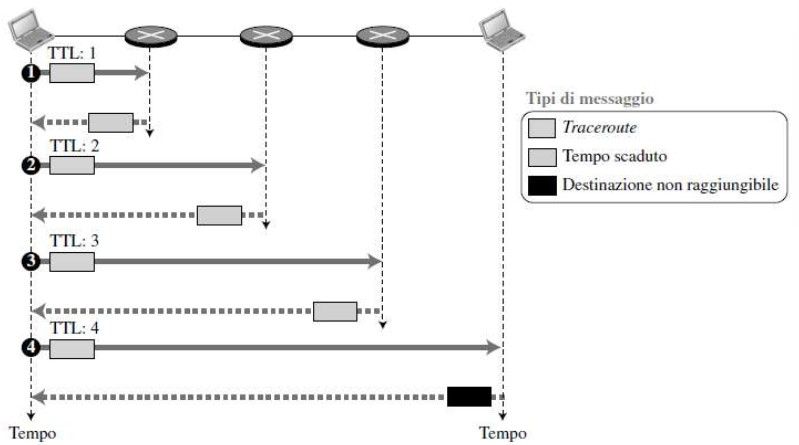 TTL: 1
1
TTL: 2
2
TTL: 3
3
TTL: 4
4
Tempo
Tempo
Tipi di messaggio
Traceroute
Tempo scaduto
Destinazione non raggiungibile